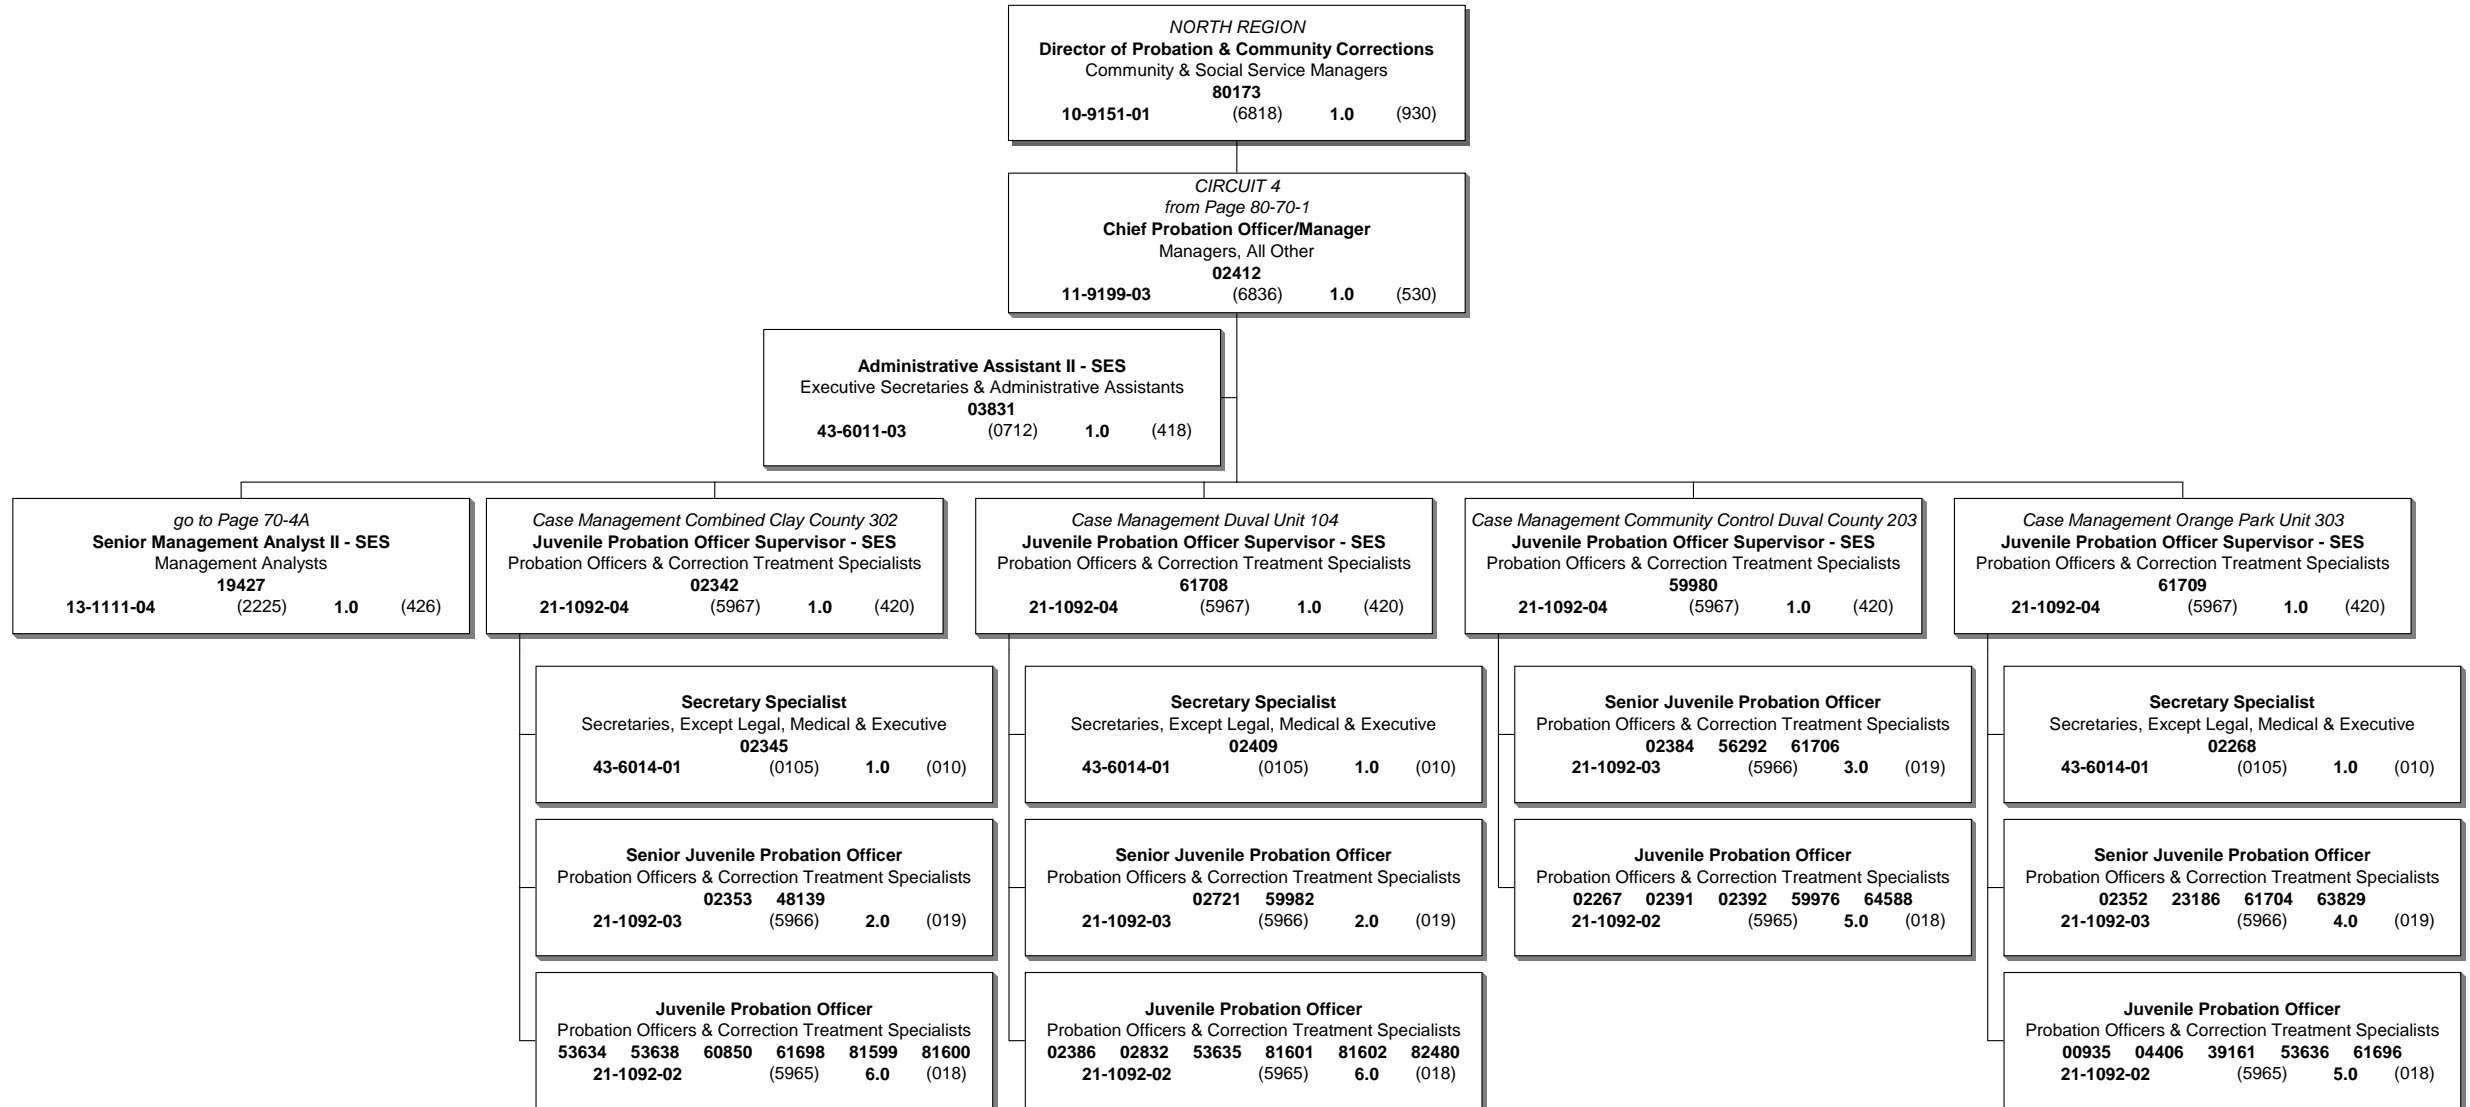 NORTH REGION
Director of Probation & Community Corrections
Community & Social Service Managers
80173
10-9151-01 (6818) 1.0 (930)
CIRCUIT 4
from Page 80-70-1
Chief Probation Officer/Manager
Managers, All Other
02412
11-9199-03 (6836) 1.0 (530)
Administrative Assistant II - SES
Executive Secretaries & Administrative Assistants
03831
43-6011-03 (0712) 1.0 (418)
go to Page 70-4A
Senior Management Analyst II - SES
Management Analysts
19427
13-1111-04 (2225) 1.0 (426)
Case Management Combined Clay County 302
Juvenile Probation Officer Supervisor - SES
Probation Officers & Correction Treatment Specialists
02342
21-1092-04 (5967) 1.0 (420)
Secretary Specialist
Secretaries, Except Legal, Medical & Executive
02345
43-6014-01 (0105) 1.0 (010)
Senior Juvenile Probation Officer
Probation Officers & Correction Treatment Specialists
02353 48139
21-1092-03 (5966) 2.0 (019)
Juvenile Probation Officer
Probation Officers & Correction Treatment Specialists
53634 53638 60850 61698 81599 81600
21-1092-02 (5965) 6.0 (018)
Case Management Duval Unit 104
Juvenile Probation Officer Supervisor - SES
Probation Officers & Correction Treatment Specialists
61708
21-1092-04 (5967) 1.0 (420)
Secretary Specialist
Secretaries, Except Legal, Medical & Executive
02409
43-6014-01 (0105) 1.0 (010)
Senior Juvenile Probation Officer
Probation Officers & Correction Treatment Specialists
02721 59982
21-1092-03 (5966) 2.0 (019)
Juvenile Probation Officer
Probation Officers & Correction Treatment Specialists
02386 02832 53635 81601 81602 82480
21-1092-02 (5965) 6.0 (018)
Case Management Community Control Duval County 203
Juvenile Probation Officer Supervisor - SES
Probation Officers & Correction Treatment Specialists
59980
21-1092-04 (5967) 1.0 (420)
Senior Juvenile Probation Officer
Probation Officers & Correction Treatment Specialists
02384 56292 61706
21-1092-03 (5966) 3.0 (019)
Juvenile Probation Officer
Probation Officers & Correction Treatment Specialists
02267 02391 02392 59976 64588
21-1092-02 (5965) 5.0 (018)
Case Management Orange Park Unit 303
Juvenile Probation Officer Supervisor - SES
Probation Officers & Correction Treatment Specialists
61709
21-1092-04 (5967) 1.0 (420)
Secretary Specialist
Secretaries, Except Legal, Medical & Executive
02268
43-6014-01 (0105) 1.0 (010)
Senior Juvenile Probation Officer
Probation Officers & Correction Treatment Specialists
02352 23186 61704 63829
21-1092-03 (5966) 4.0 (019)
Juvenile Probation Officer
Probation Officers & Correction Treatment Specialists
00935 04406 39161 53636 61696
21-1092-02 (5965) 5.0 (018)